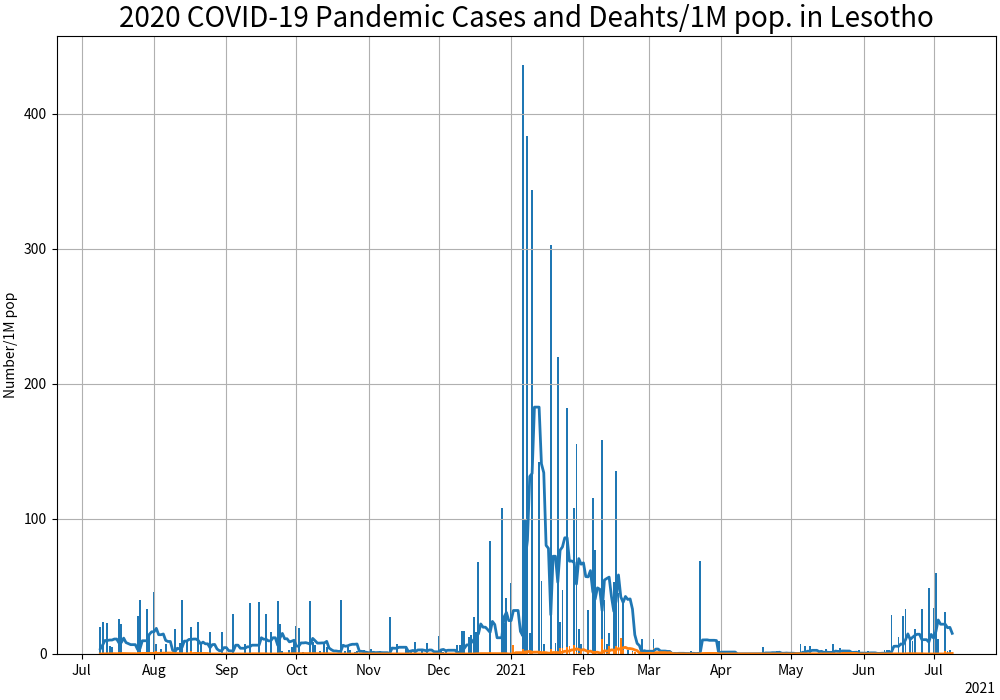 2020 COVID-19 Pandemic Cases and Deahts/1M pop. in Lesotho
Number/1M pop
400
300
200
100
0
Jul Aug Sep Oct Nov Dec 2021 Feb Mar Apr May Jun Jul
2021